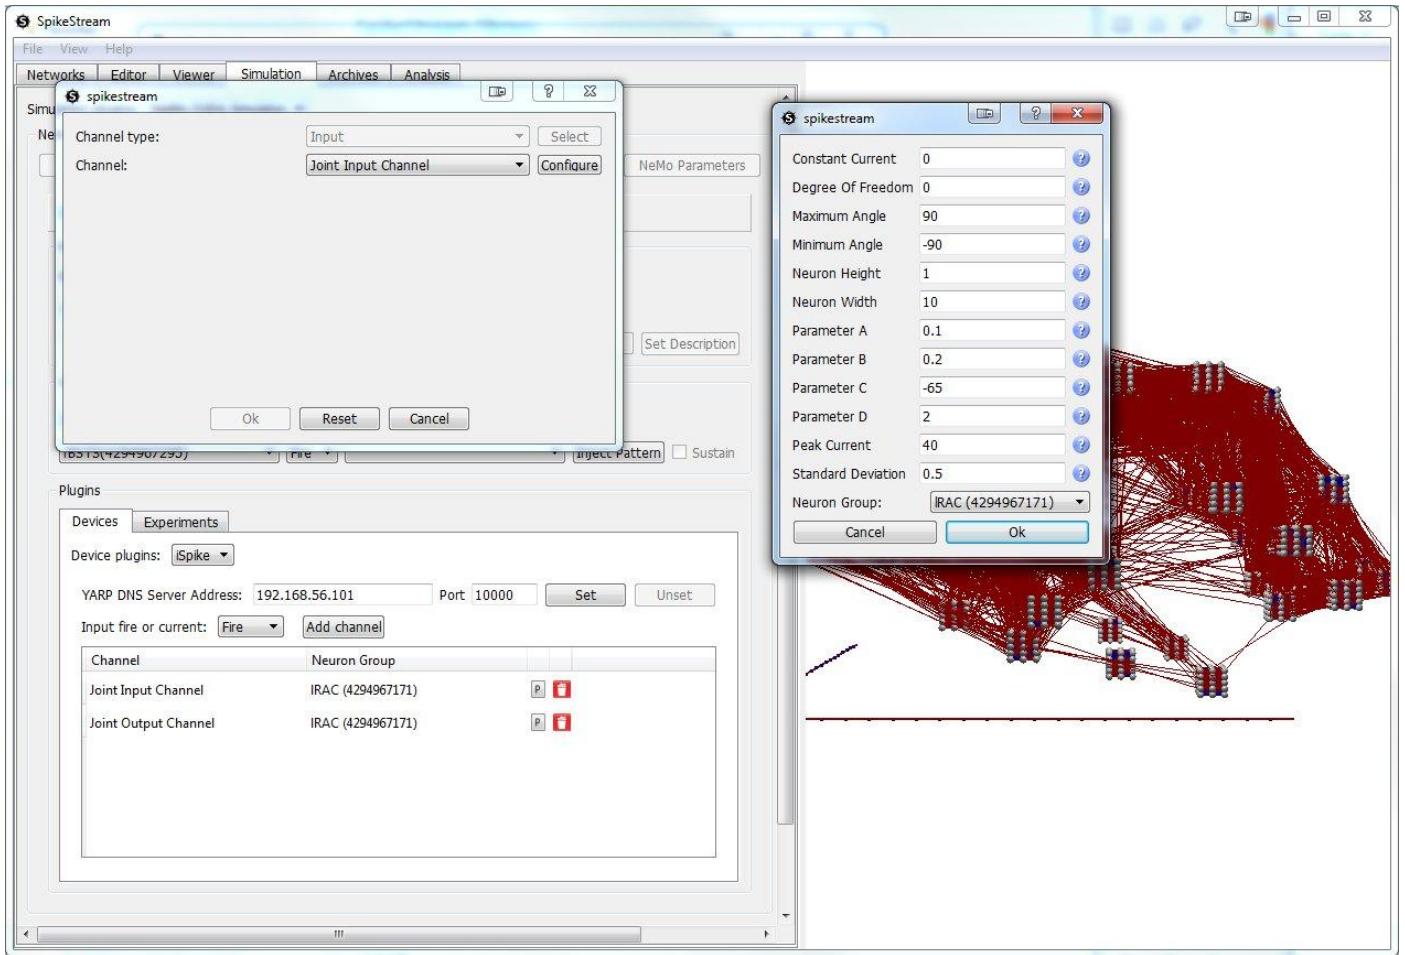 SpikeStream
File View Help
Networks Editor Viewer Simulation Archives Analysis
spikestream
Channel type: Input Select
Channel: Joint Input Channel Configure
Ok Reset Cancel
NeMo Parameters
Set Description
Fire Inject Pattern Sustain
Plugins
Devices Experiments
Device plugins: iSpike
YARP DNS Server Address: 192.168.56.101 Port 10000 Set Unset
Input fire or current: Fire Add channel
Channel Neuron Group
Joint Input Channel IRAC (4294967171) P
Joint Output Channel IRAC (4294967171) P
spikestream
Constant Current 0
Degree Of Freedom 0
Maximum Angle 90
Minimum Angle -90
Neuron Height 1
Neuron Width 10
Parameter A 0.1
Parameter B 0.2
Parameter C -65
Parameter D 2
Peak Current 40
Standard Deviation 0.5
Neuron Group: IRAC (4294967171)
Cancel Ok